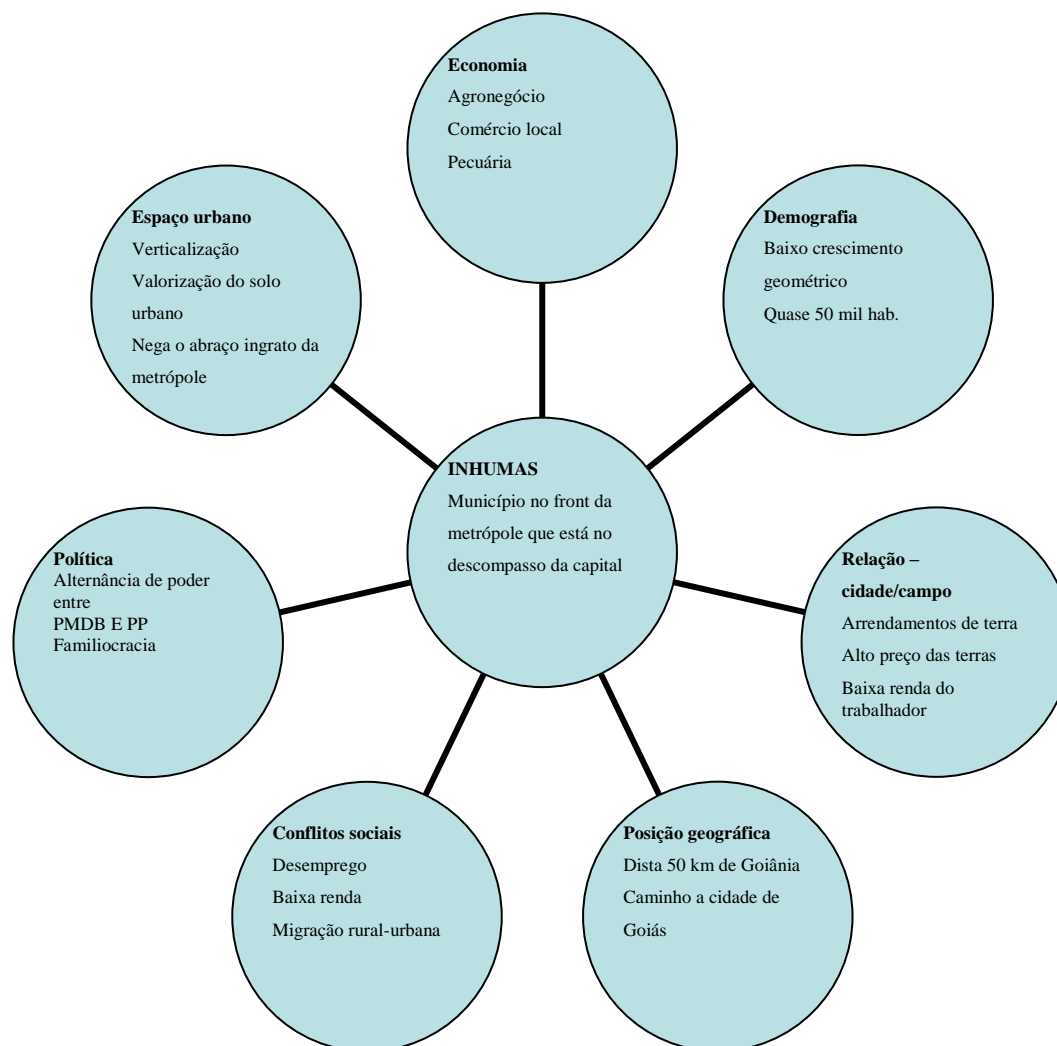 Economia
Agronegócio
Comércio local
Pecuária
Espaço urbano
Verticalização
Valorização do solo
urbano
Nega o abraço ingrato da
metrópole
Demografia
Baixo crescimento
geométrico
Quase 50 mil hab.
INHUMAS
Município no front da
metrópole que está no
descompasso da capital
Política
Alternância de poder
entre
PMDB E PP
Familiocracia
Relação –
cidade/campo
Arrendamentos de terra
Alto preço das terras
Baixa renda do
trabalhador
Conflitos sociais
Desemprego
Baixa renda
Migração rural-urbana
Posição geográfica
Dista 50 km de Goiânia
Caminho a cidade de
Goiás